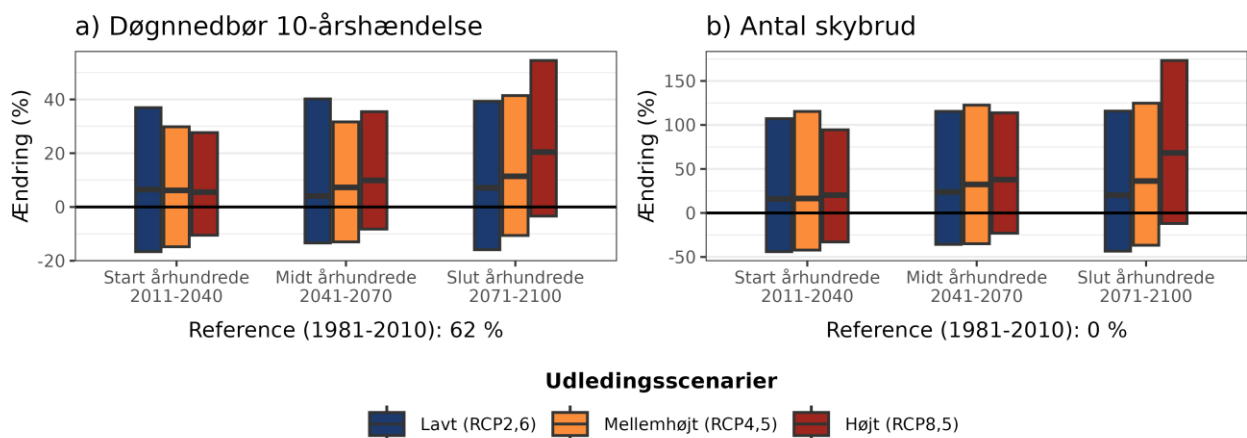 a) Døgnnedbør 10-årshændelse
Ændring (%)
40
20
0
-20
Start århundrede
2011-2040
Midt århundrede
2041-2070
Slut århundrede
2071-2100
Reference (1981-2010): 62 %
b) Antal skybrud
Ændring (%)
150
100
50
0
-50
Start århundrede
2011-2040
Midt århundrede
2041-2070
Slut århundrede
2071-2100
Reference (1981-2010): 0 %
Udledingsscenarier
Lavt (RCP2,6)
Mellemhøjt (RCP4,5)
Højt (RCP8,5)